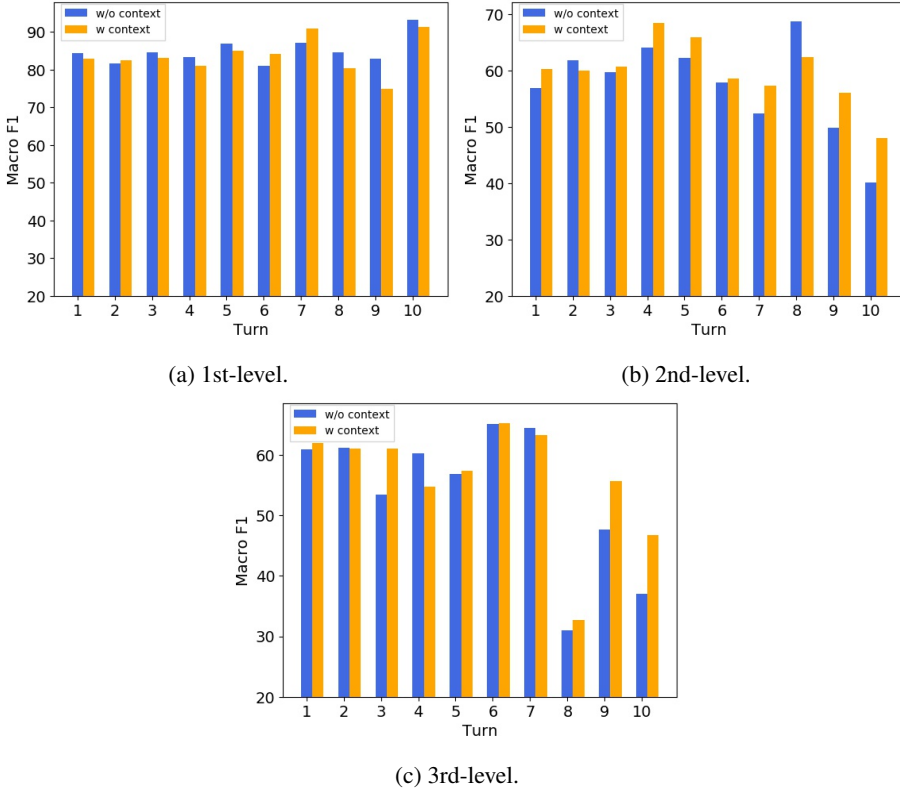 w/o context
w context
90
80
70
60
50
40
30
20
Macro F1
1 2 3 4 5 6 7 8 9 10
Turn
(a) 1st-level.
w/o context
w context
70
60
50
40
30
20
Macro F1
1 2 3 4 5 6 7 8 9 10
Turn
(b) 2nd-level.
w/o context
w context
60
50
40
30
20
Macro F1
1 2 3 4 5 6 7 8 9 10
Turn
(c) 3rd-level.